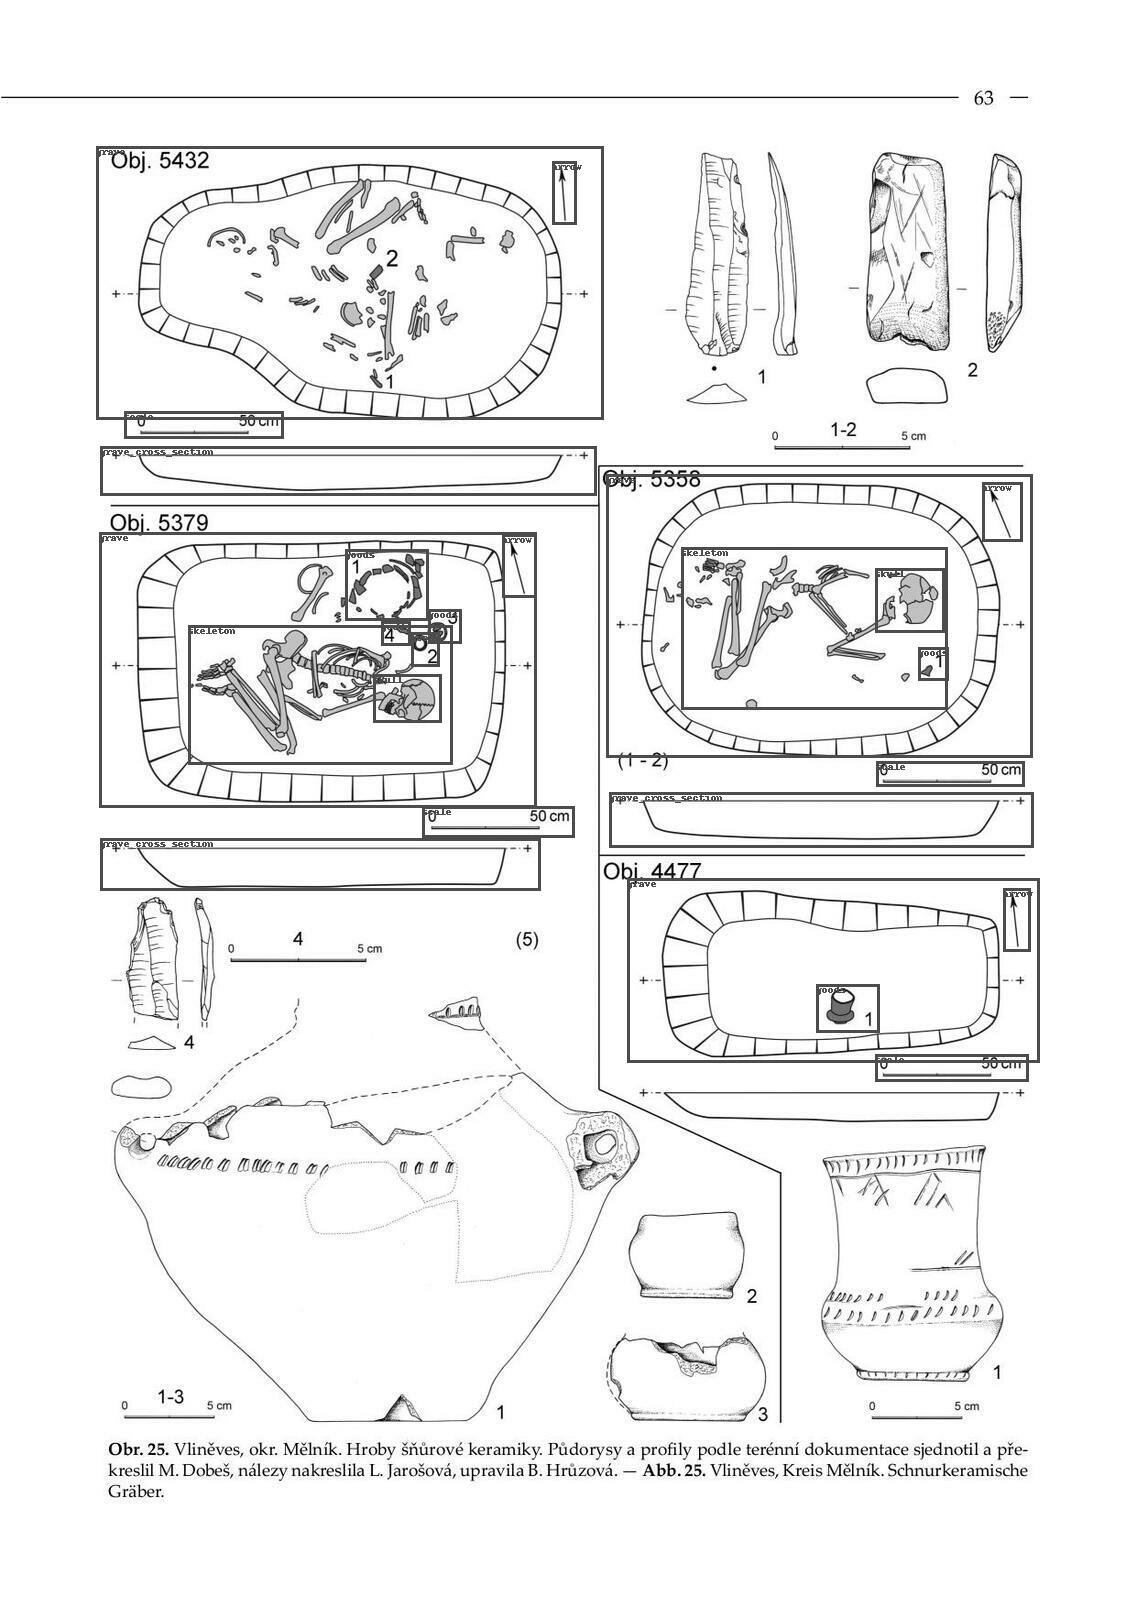 63
Obj. 5432
grave
arrow
2
1
scale
0 50 cm
grave_cross_section
1
2
0 1-2 5 cm
Obj. 5379
grave
arrow
goods
1
goods
3
4
2
skeleton
skull
scale
0 50 cm
grave_cross_section
Obj. 5358
grave
arrow
skeleton
skull
goods
1
(1 - 2)
scale
0 50 cm
grave_cross_section
Obj. 4477
grave
arrow
goods
1
scale
0 50 cm
4
0 5 cm
(5)
4
1-3
0 5 cm
1
2
3
1
0 5 cm
Obr. 25. Vliněves, okr. Mělník. Hroby šňůrové keramiky. Půdorysy a profily podle terénní dokumentace sjednotil a pře-
kreslil M. Dobeš, nálezy nakreslila L. Jarošová, upravila B. Hrůzová. — Abb. 25. Vliněves, Kreis Mělník. Schnurkeramische
Gräber.